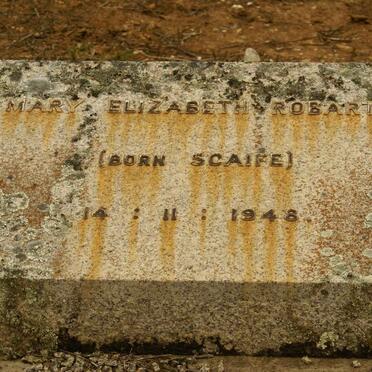 MARY ELIZABETH ROBART
(BORN SCAIFE)
14 : 11 : 1948